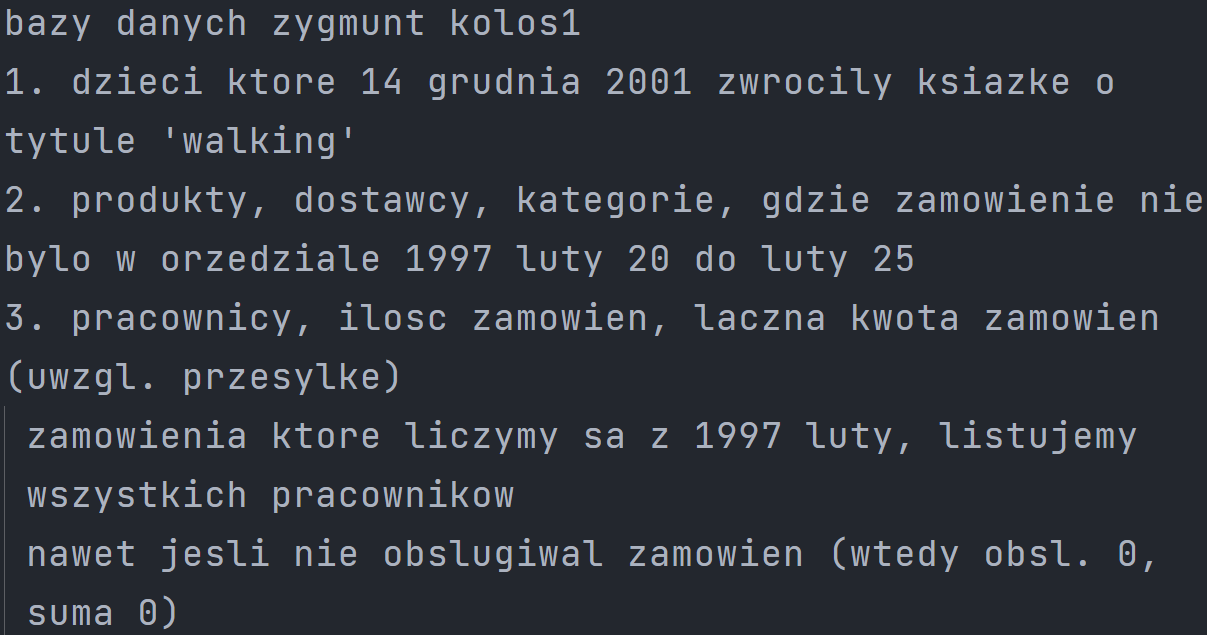 bazy danych zygmunt kolos1
1. dzieci ktore 14 grudnia 2001 zwrocily ksiazke o
tytule 'walking'
2. produkty, dostawcy, kategorie, gdzie zamowienie nie
bylo w orzedziale 1997 luty 20 do luty 25
3. pracownicy, ilosc zamowien, laczna kwota zamowien
(uwzgl. przesylke)
zamowienia ktore liczymy sa z 1997 luty, listujemy
wszystkich pracownikow
nawet jesli nie obslugiwal zamowien (wtedy obsl. 0,
suma 0)